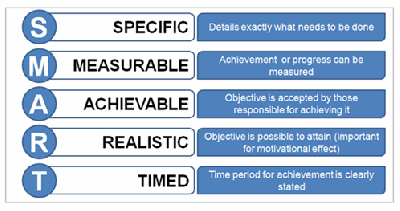 S SPECIFIC Details exactly what needs to be done
M MEASURABLE Achievement or progress can be
measured
A ACHIEVABLE Objective is accepted by those
responsible for achieving it
R REALISTIC Objective is possible to attain (important
for motivational effect)
T TIMED Time period for achievement is clearly
stated